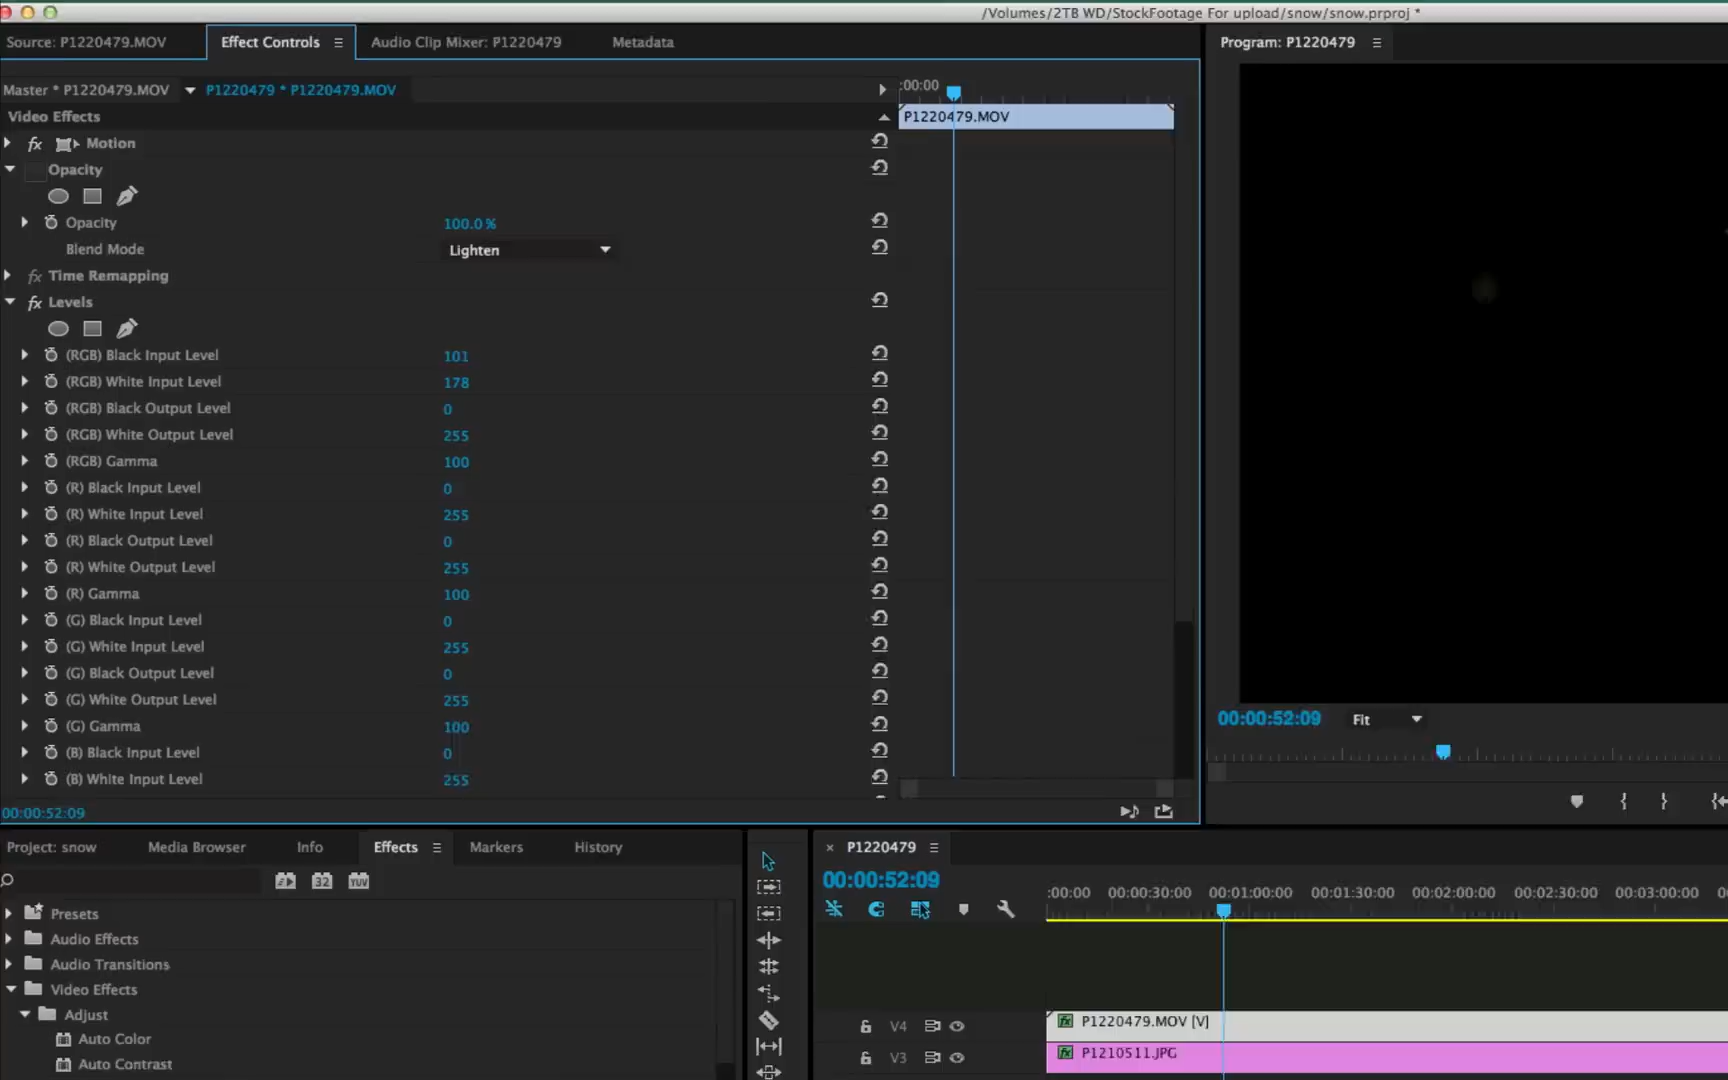 /Volumes/2TB WD/StockFootage For upload/snow/snow.prproj *
Source: P1220479.MOV
Effect Controls
Audio Clip Mixer: P1220479
Metadata
Program: P1220479
Master * P1220479.MOV
P1220479 * P1220479.MOV
:00:00
Video Effects
P1220479.MOV
fx Motion
Opacity
Opacity 100.0 %
Blend Mode Lighten
fx Time Remapping
fx Levels
(RGB) Black Input Level 101
(RGB) White Input Level 178
(RGB) Black Output Level 0
(RGB) White Output Level 255
(RGB) Gamma 100
(R) Black Input Level 0
(R) White Input Level 255
(R) Black Output Level 0
(R) White Output Level 255
(R) Gamma 100
(G) Black Input Level 0
(G) White Input Level 255
(G) Black Output Level 0
(G) White Output Level 255
(G) Gamma 100
(B) Black Input Level 0
(B) White Input Level 255
00:00:52:09
00:00:52:09
Fit
Project: snow
Media Browser
Info
Effects
Markers
History
32
YUV
Presets
Audio Effects
Audio Transitions
Video Effects
Adjust
Auto Color
Auto Contrast
× P1220479
00:00:52:09
:00:00 00:00:30:00 00:01:00:00 00:01:30:00 00:02:00:00 00:02:30:00 00:03:00:00
V4
fx P1220479.MOV [V]
V3
fx P1210511.JPG